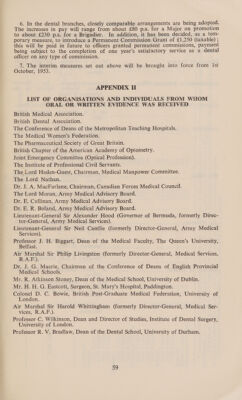 6. In the dental branches, closely comparable arrangements are being adopted.
The increases in pay will range from about £80 p.a. for a Major on promotion
to about £230 p.a. for a Brigadier. In addition, it has been decided, as a tem-
porary measure, to introduce a Permanent Commission Grant of £1,250 (taxable);
this will be paid in future to officers granted permanent commissions, payment
being subject to the completion of one year's satisfactory service as a dental
officer on any type of commission.
7. The interim measures set out above will be brought into force from 1st
October, 1953.
APPENDIX II
LIST OF ORGANISATIONS AND INDIVIDUALS FROM WHOM
ORAL OR WRITTEN EVIDENCE WAS RECEIVED
British Medical Association.
British Dental Association.
The Conference of Deans of the Metropolitan Teaching Hospitals.
The Medical Women's Federation.
The Pharmaceutical Society of Great Britain.
British Chapter of the American Academy of Optometry.
Joint Emergency Committee (Optical Profession).
The Institute of Professional Civil Servants.
The Lord Haden-Guest, Chairman, Medical Manpower Committee.
The Lord Nathan.
Dr. J. A. MacFarlane, Chairman, Canadian Forces Medical Council.
The Lord Moran, Army Medical Advisory Board.
Dr. E. Cullinan, Army Medical Advisory Board.
Dr. E. R. Boland, Army Medical Advisory Board.
Lieutenant-General Sir Alexander Hood (Governor of Bermuda, formerly Direc-
tor-General, Army Medical Services).
Lieutenant-General Sir Neil Cantlie (formerly Director-General, Army Medical
Services).
Professor J. H. Biggart, Dean of the Medical Faculty, The Queen's University,
Belfast.
Air Marshal Sir Philip Livingston (formerly Director-General, Medical Services,
R.A.F.).
Dr. J. G. Macrie, Chairman of the Conference of Deans of English Provincial
Medical Schools.
Mr. R. Atkinson Stoney, Dean of the Medical School, University of Dublin.
Mr. H. H. G. Eastcott, Surgeon, St. Mary's Hospital, Paddington.
Colonel D. C. Bowie, British Post-Graduate Medical Federation, University of
London.
Air Marshal Sir Harold Whittingham (formerly Director-General, Medical Ser-
vices, R.A.F.).
Professor C. Wilkinson, Dean and Director of Studies, Institute of Dental Surgery,
University of London.
Professor R. V. Bradlaw, Dean of the Dental School, University of Durham.
59